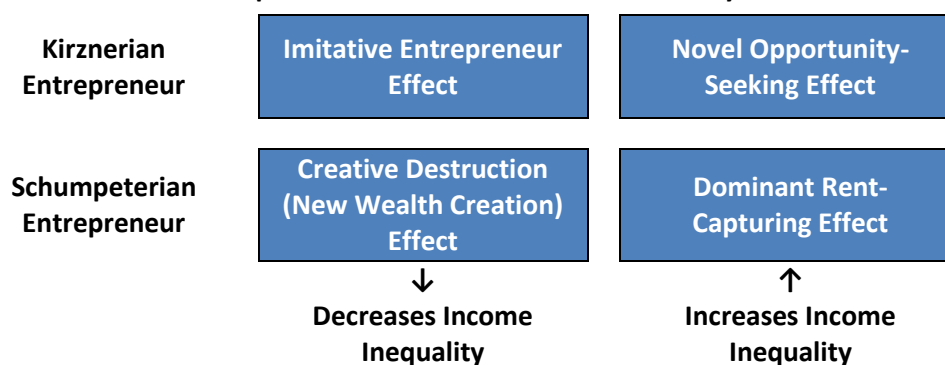 Kirznerian
Entrepreneur
Imitative Entrepreneur
Effect
Novel Opportunity-
Seeking Effect
Schumpeterian
Entrepreneur
Creative Destruction
(New Wealth Creation)
Effect
Dominant Rent-
Capturing Effect
↓
↑
Decreases Income
Inequality
Increases Income
Inequality